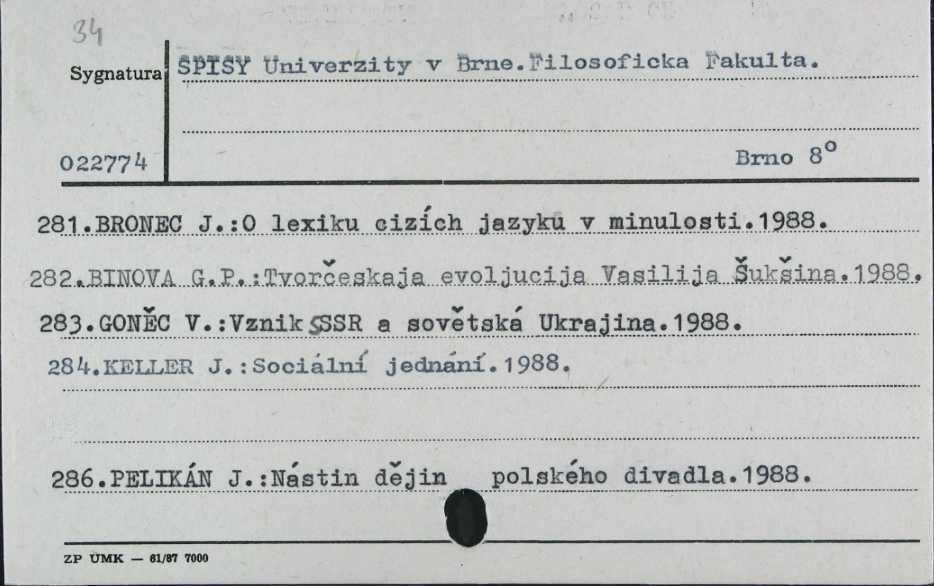 34
Sygnatura SPISY Univerzity v Brne.Filosoficka Fakulta.
022774 Brno 8°
281.BRONEC J.:O lexiku cizích jazyku v minulosti.1988.
282.BINOVA G.P.:Tvorčeskaja evoljucija Vasilija Šukšina.1988.
283.GONĚC V.:Vznik SSSR a sovětská Ukrajina.1988.
284.KELLER J.:Sociální jednání.1988.
286.PELIKÁN J.:Nástin dějin polského divadla.1988.
ZP UMK — 61/87 7000